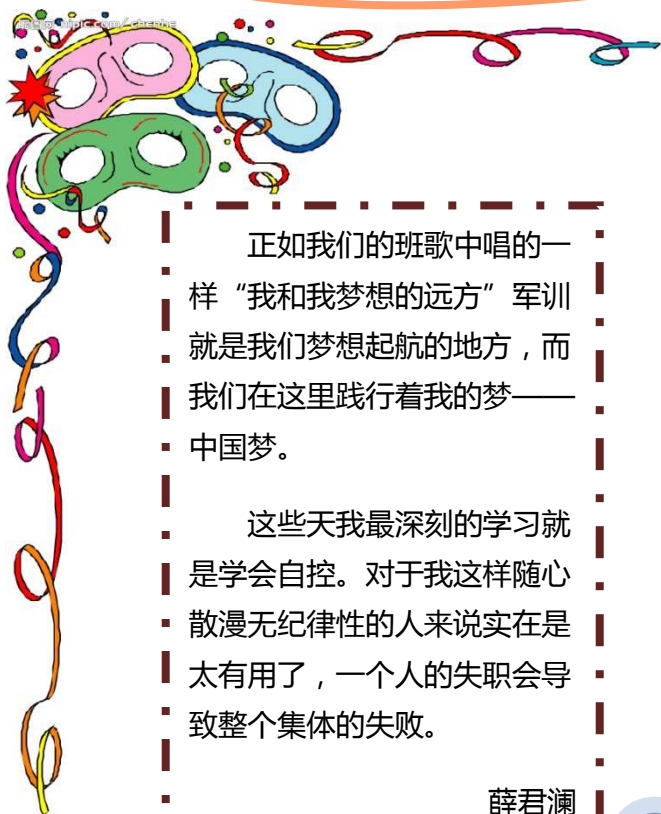 nipic.com/chenhe
正如我们的班歌中唱的一
样“我和我梦想的远方”军训
就是我们梦想起航的地方，而
我们在这里践行着我的梦——
中国梦。
这些天我最深刻的学习就
是学会自控。对于我这样随心
散漫无纪律性的人来说实在是
太有用了，一个人的失职会导
致整个集体的失败。
薛君澜